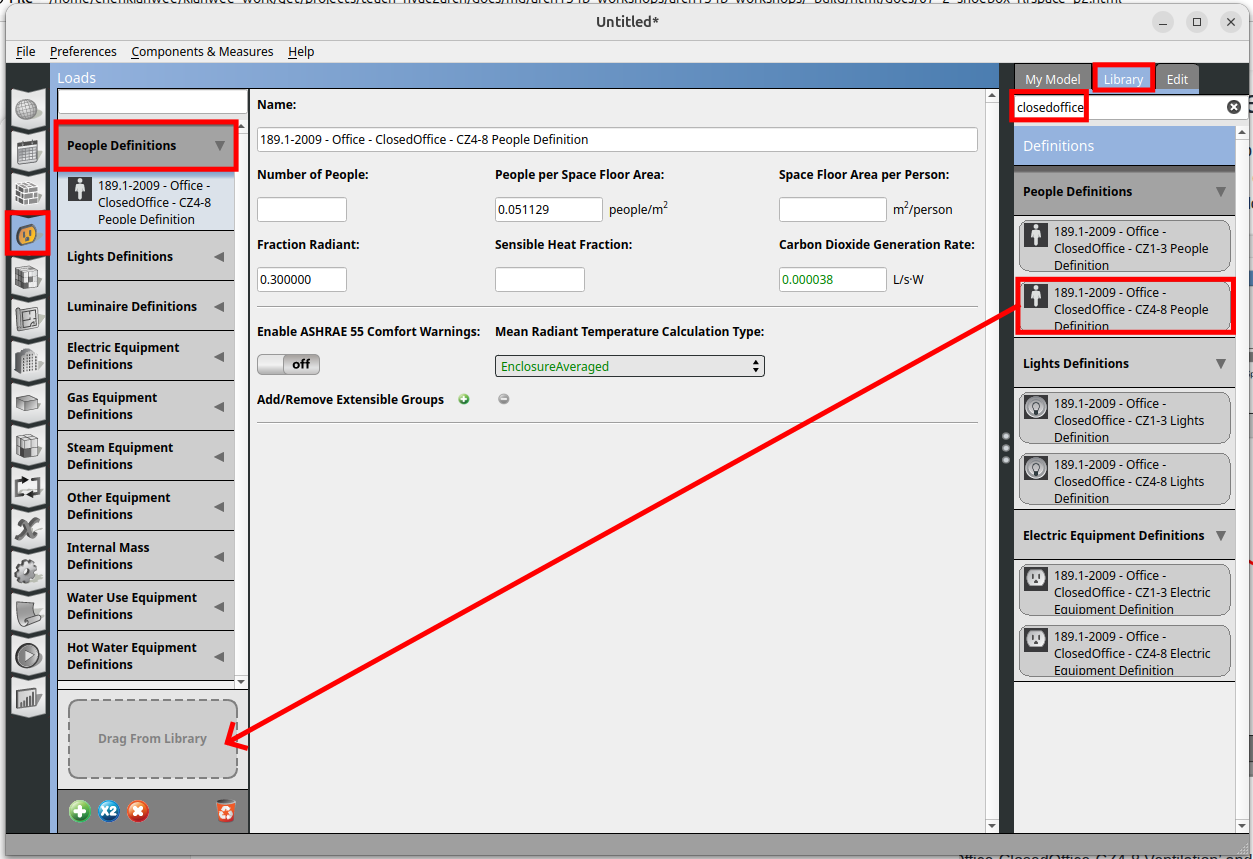 Untitled*
File Preferences Components & Measures Help
Loads
My Model Library Edit
closedoffice
People Definitions
189.1-2009 - Office -
ClosedOffice - CZ4-8
People Definition
Lights Definitions
Luminaire Definitions
Electric Equipment
Definitions
Gas Equipment
Definitions
Steam Equipment
Definitions
Other Equipment
Definitions
Internal Mass
Definitions
Water Use Equipment
Definitions
Hot Water Equipment
Definitions
Drag From Library
X2
Name:
189.1-2009 - Office - ClosedOffice - CZ4-8 People Definition
Number of People: People per Space Floor Area: Space Floor Area per Person:
0.051129 people/m² m²/person
Fraction Radiant: Sensible Heat Fraction: Carbon Dioxide Generation Rate:
0.300000 0.000038 L/s·W
Enable ASHRAE 55 Comfort Warnings: Mean Radiant Temperature Calculation Type:
off EnclosureAveraged
Add/Remove Extensible Groups
Definitions
People Definitions
189.1-2009 - Office -
ClosedOffice - CZ1-3 People
Definition
189.1-2009 - Office -
ClosedOffice - CZ4-8 People
Definition
Lights Definitions
189.1-2009 - Office -
ClosedOffice - CZ1-3 Lights
Definition
189.1-2009 - Office -
ClosedOffice - CZ4-8 Lights
Definition
Electric Equipment Definitions
189.1-2009 - Office -
ClosedOffice - CZ1-3 Electric
Equipment Definition
189.1-2009 - Office -
ClosedOffice - CZ4-8 Electric
Equipment Definition